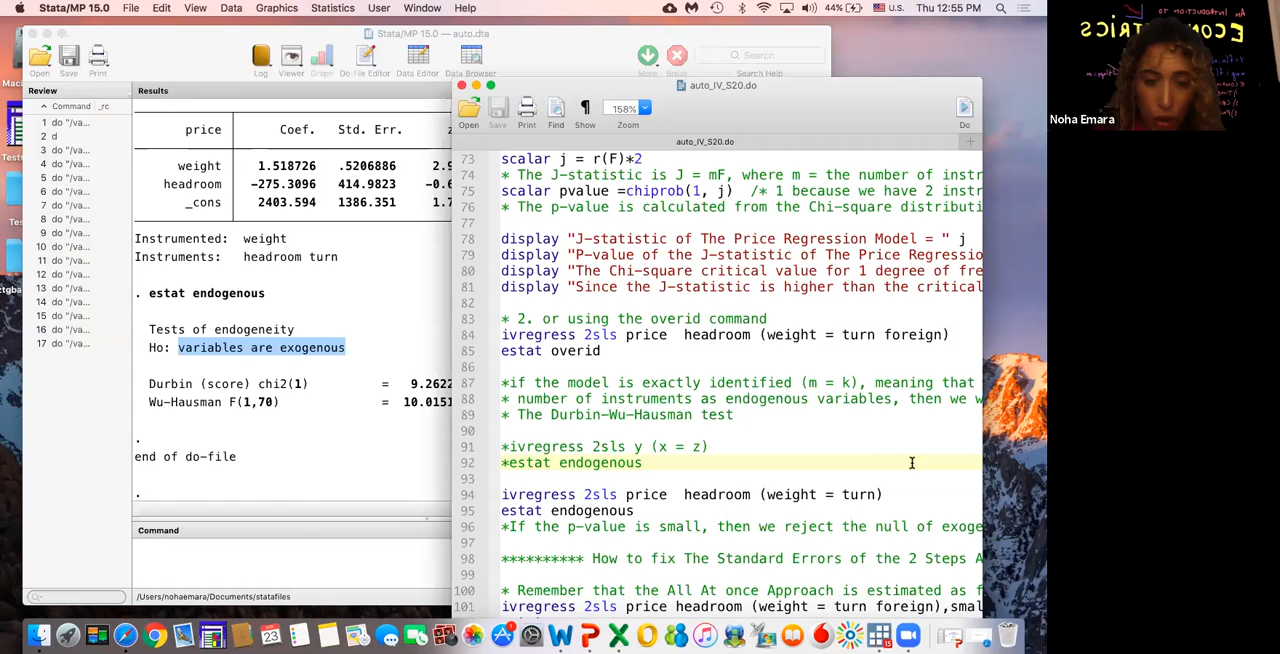 Stata/MP 15.0 File Edit View Data Graphics Statistics User Window Help 44% U.S. Thu 12:55 PM
Stata/MP 15.0 — auto.dta
Open Save Print Log Viewer Graph Do-file Editor Data Editor Data Browser More Break Search Help
Search
Review
Command _rc
1 do "/va...
2 d
3 do "/va...
4 do "/va...
5 do "/va...
6 do "/va...
7 do "/va...
8 do "/va...
9 do "/va...
10 do "/va...
11 do "/va...
12 do "/va...
13 do "/va...
14 do "/va...
15 do "/va...
16 do "/va...
17 do "/va...
Results
price Coef. Std. Err. z
weight 1.518726 .5206886 2.9
headroom -275.3096 414.9823 -0.6
_cons 2403.594 1386.351 1.7
Instrumented: weight
Instruments: headroom turn
. estat endogenous
Tests of endogeneity
Ho: variables are exogenous
Durbin (score) chi2(1) = 9.2622
Wu-Hausman F(1,70) = 10.0151
.
end of do-file
.
Command
/Users/nohaemara/Documents/statafiles
auto_IV_S20.do
158%
Open Save Print Find Show Zoom Do
auto_IV_S20.do
73 scalar j = r(F)*2
74 * The J-statistic is J = mF, where m = the number of instr
75 scalar pvalue =chiprob(1, j) /* 1 because we have 2 instr
76 * The p-value is calculated from the Chi-square distributi
77
78 display "J-statistic of The Price Regression Model = " j
79 display "P-value of the J-statistic of The Price Regressio
80 display "The Chi-square critical value for 1 degree of fre
81 display "Since the J-statistic is higher than the critical
82
83 * 2. or using the overid command
84 ivregress 2sls price headroom (weight = turn foreign)
85 estat overid
86
87 *if the model is exactly identified (m = k), meaning that
88 * number of instruments as endogenous variables, then we w
89 * The Durbin-Wu-Hausman test
90
91 *ivregress 2sls y (x = z)
92 *estat endogenous
93
94 ivregress 2sls price headroom (weight = turn)
95 estat endogenous
96 *If the p-value is small, then we reject the null of exoge
97
98 ********** How to fix The Standard Errors of the 2 Steps A
99
100 * Remember that the All At once Approach is estimated as f
101 ivregress 2sls price headroom (weight = turn foreign),smal
Noha Emara